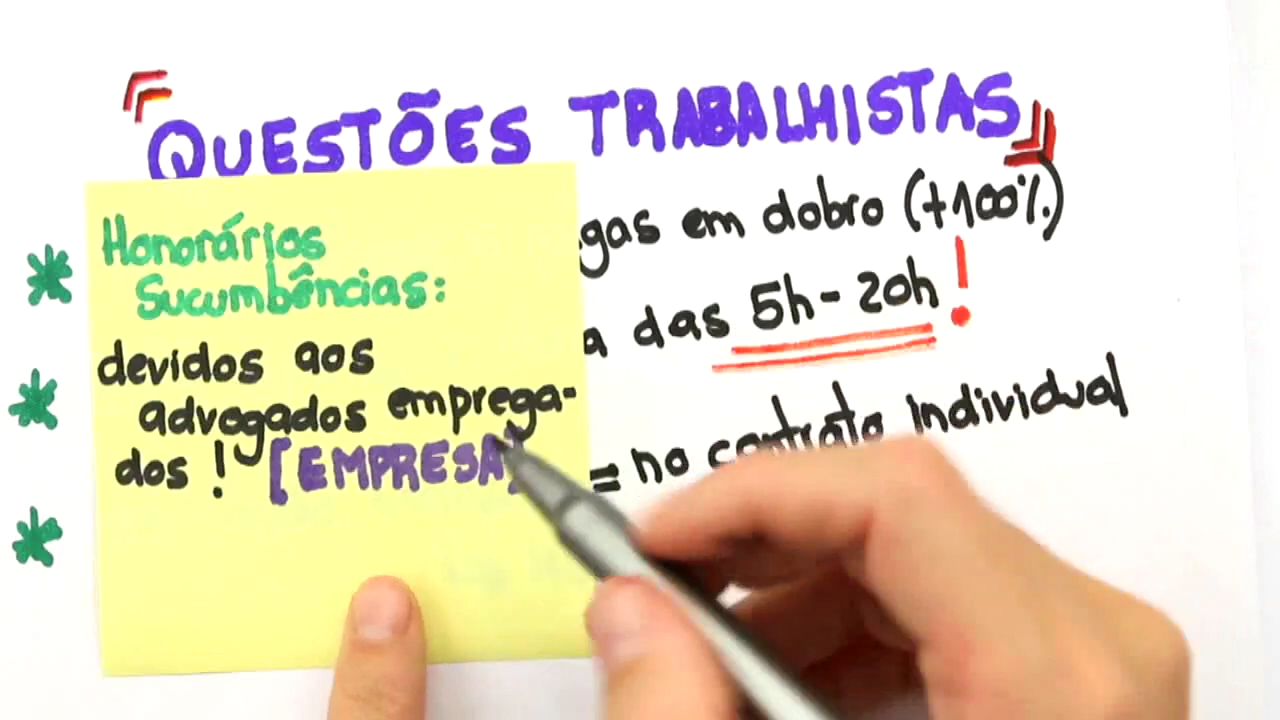 QUESTÕES TRABALHISTAS
gas em dobro (+100%)
a das 5h - 20h!
= no contrato individual
Honorários
Sucumbências:
devidos aos
advogados emprega-
dos! [EMPRESA]